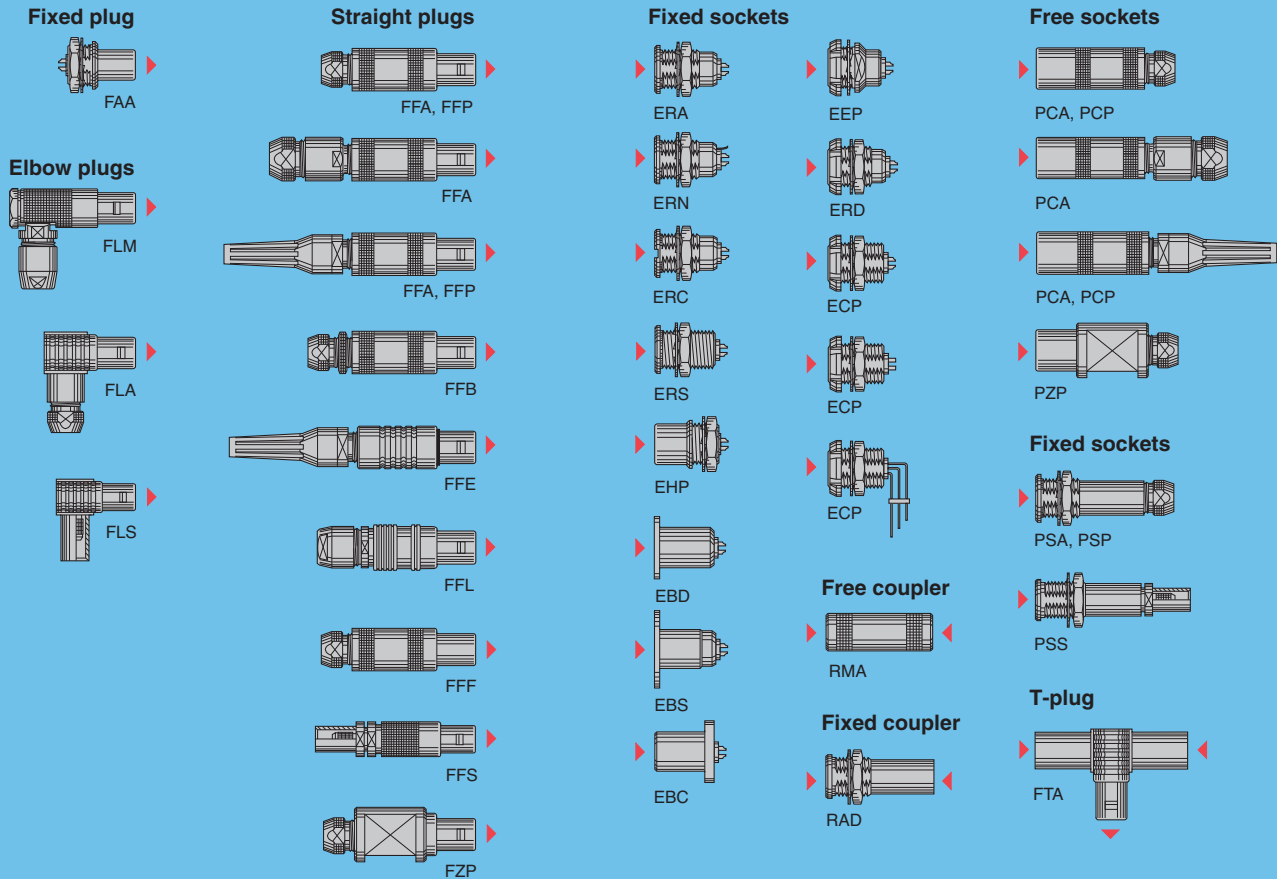 Fixed plug
FAA
Elbow plugs
FLM
FLA
FLS
Straight plugs
FFA, FFP
FFA
FFA, FFP
FFB
FFE
FFL
FFF
FFS
FZP
Fixed sockets
ERA
ERN
ERC
ERS
EHP
EBD
EBS
EBC
EEP
ERD
ECP
ECP
ECP
Free coupler
RMA
Fixed coupler
RAD
Free sockets
PCA, PCP
PCA
PCA, PCP
PZP
Fixed sockets
PSA, PSP
PSS
T-plug
FTA